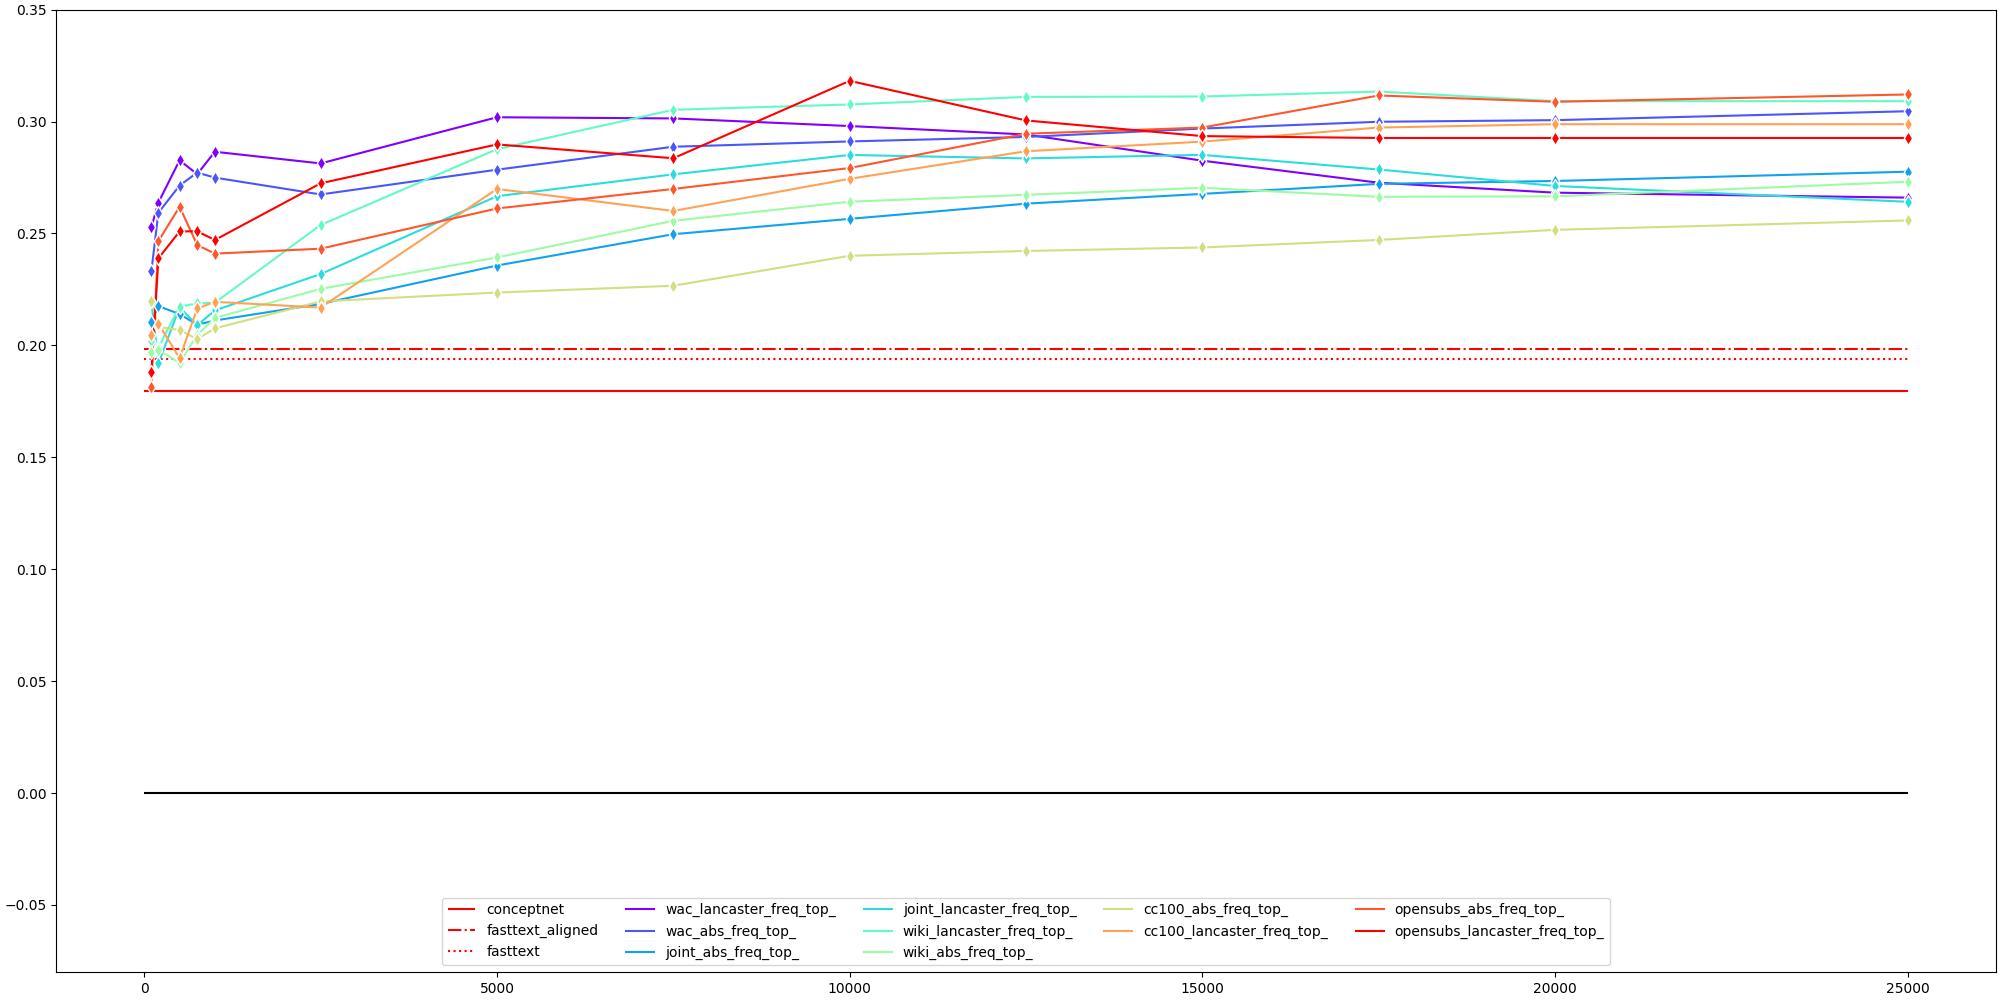 0.35
0.30
0.25
0.20
0.15
0.10
0.05
0.00
−0.05
conceptnet
fasttext_aligned
fasttext
wac_lancaster_freq_top_
wac_abs_freq_top_
joint_abs_freq_top_
joint_lancaster_freq_top_
wiki_lancaster_freq_top_
wiki_abs_freq_top_
cc100_abs_freq_top_
cc100_lancaster_freq_top_
opensubs_abs_freq_top_
opensubs_lancaster_freq_top_
0 5000 10000 15000 20000 25000